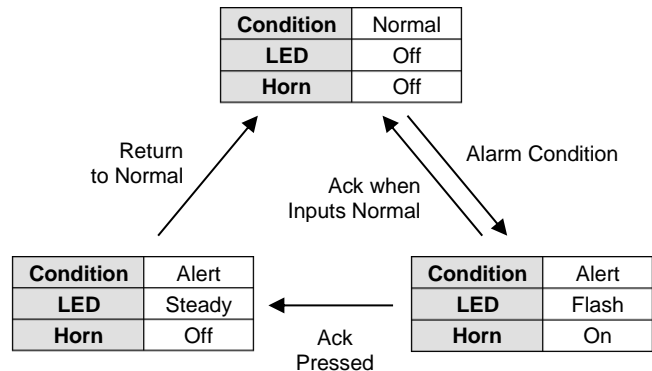 Condition Normal
LED Off
Horn Off
Return
to Normal
Ack when
Inputs Normal
Alarm Condition
Condition Alert
LED Steady
Horn Off
Ack
Pressed
Condition Alert
LED Flash
Horn On